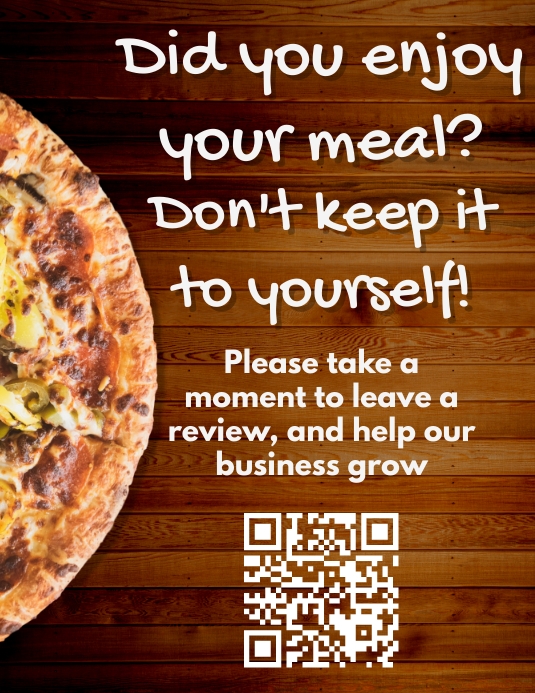 Did you enjoy
your meal?
Don't keep it
to yourself!
Please take a
moment to leave a
review, and help our
business grow